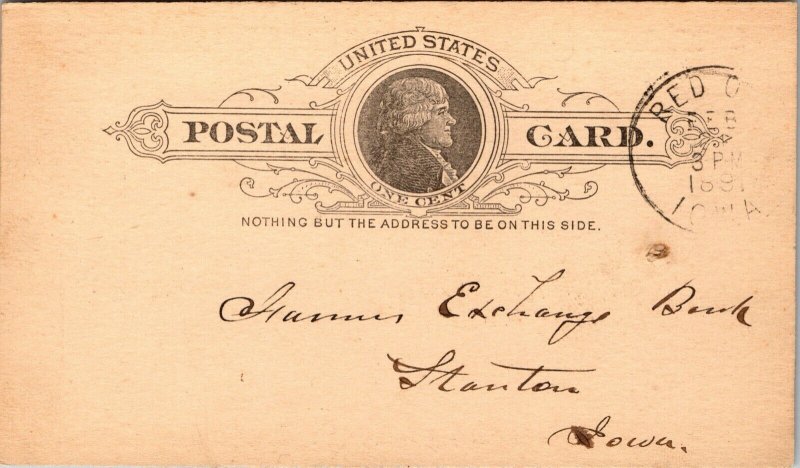 UNITED STATES
POSTAL CARD.
ONE CENT
NOTHING BUT THE ADDRESS TO BE ON THIS SIDE.
RED O
3 PM
1891
IOWA
Farmers Exchange Bank
Stanton
Iowa.